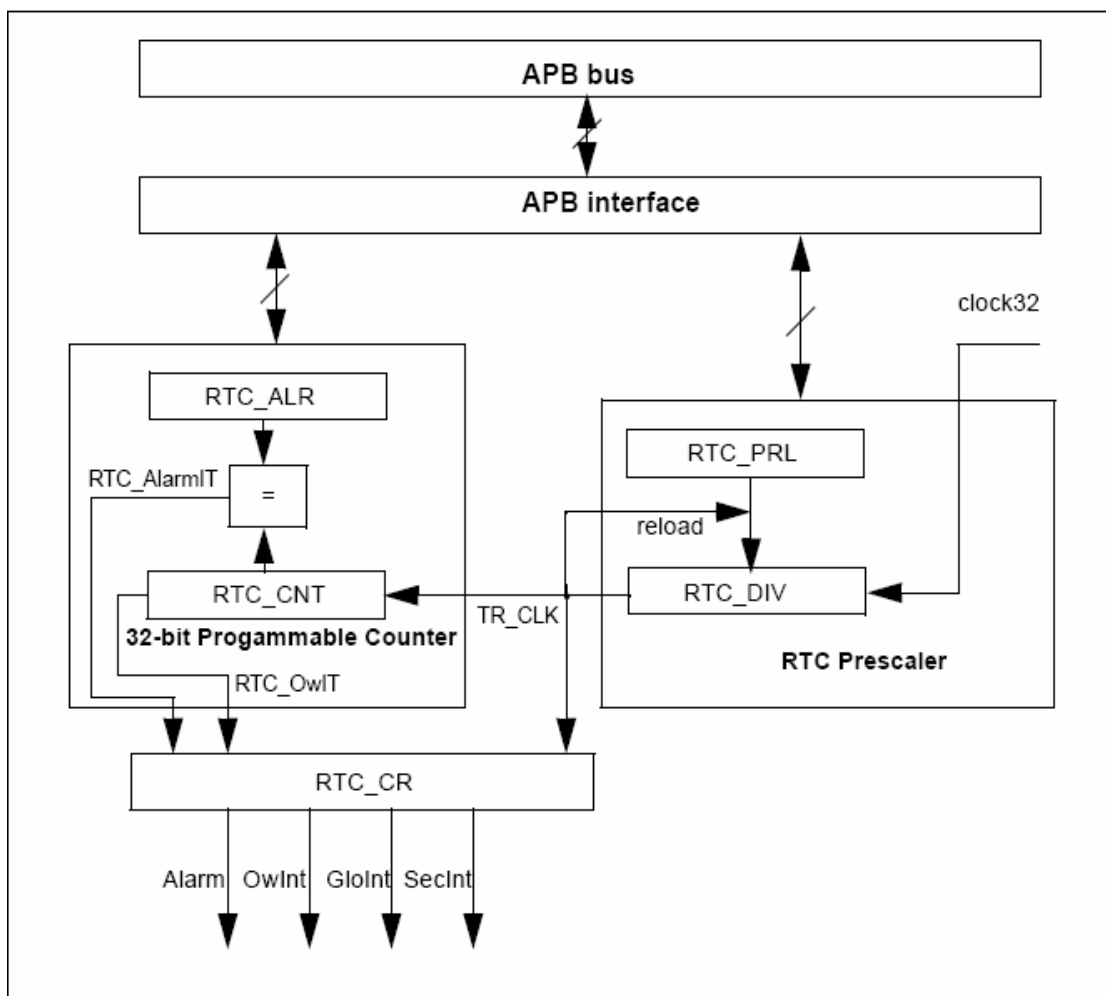 APB bus
APB interface
clock32
RTC_ALR
RTC_PRL
RTC_AlarmIT
=
reload
RTC_CNT
RTC_DIV
TR_CLK
32-bit Progammable Counter
RTC Prescaler
RTC_OwIT
RTC_CR
Alarm OwInt GloInt SecInt